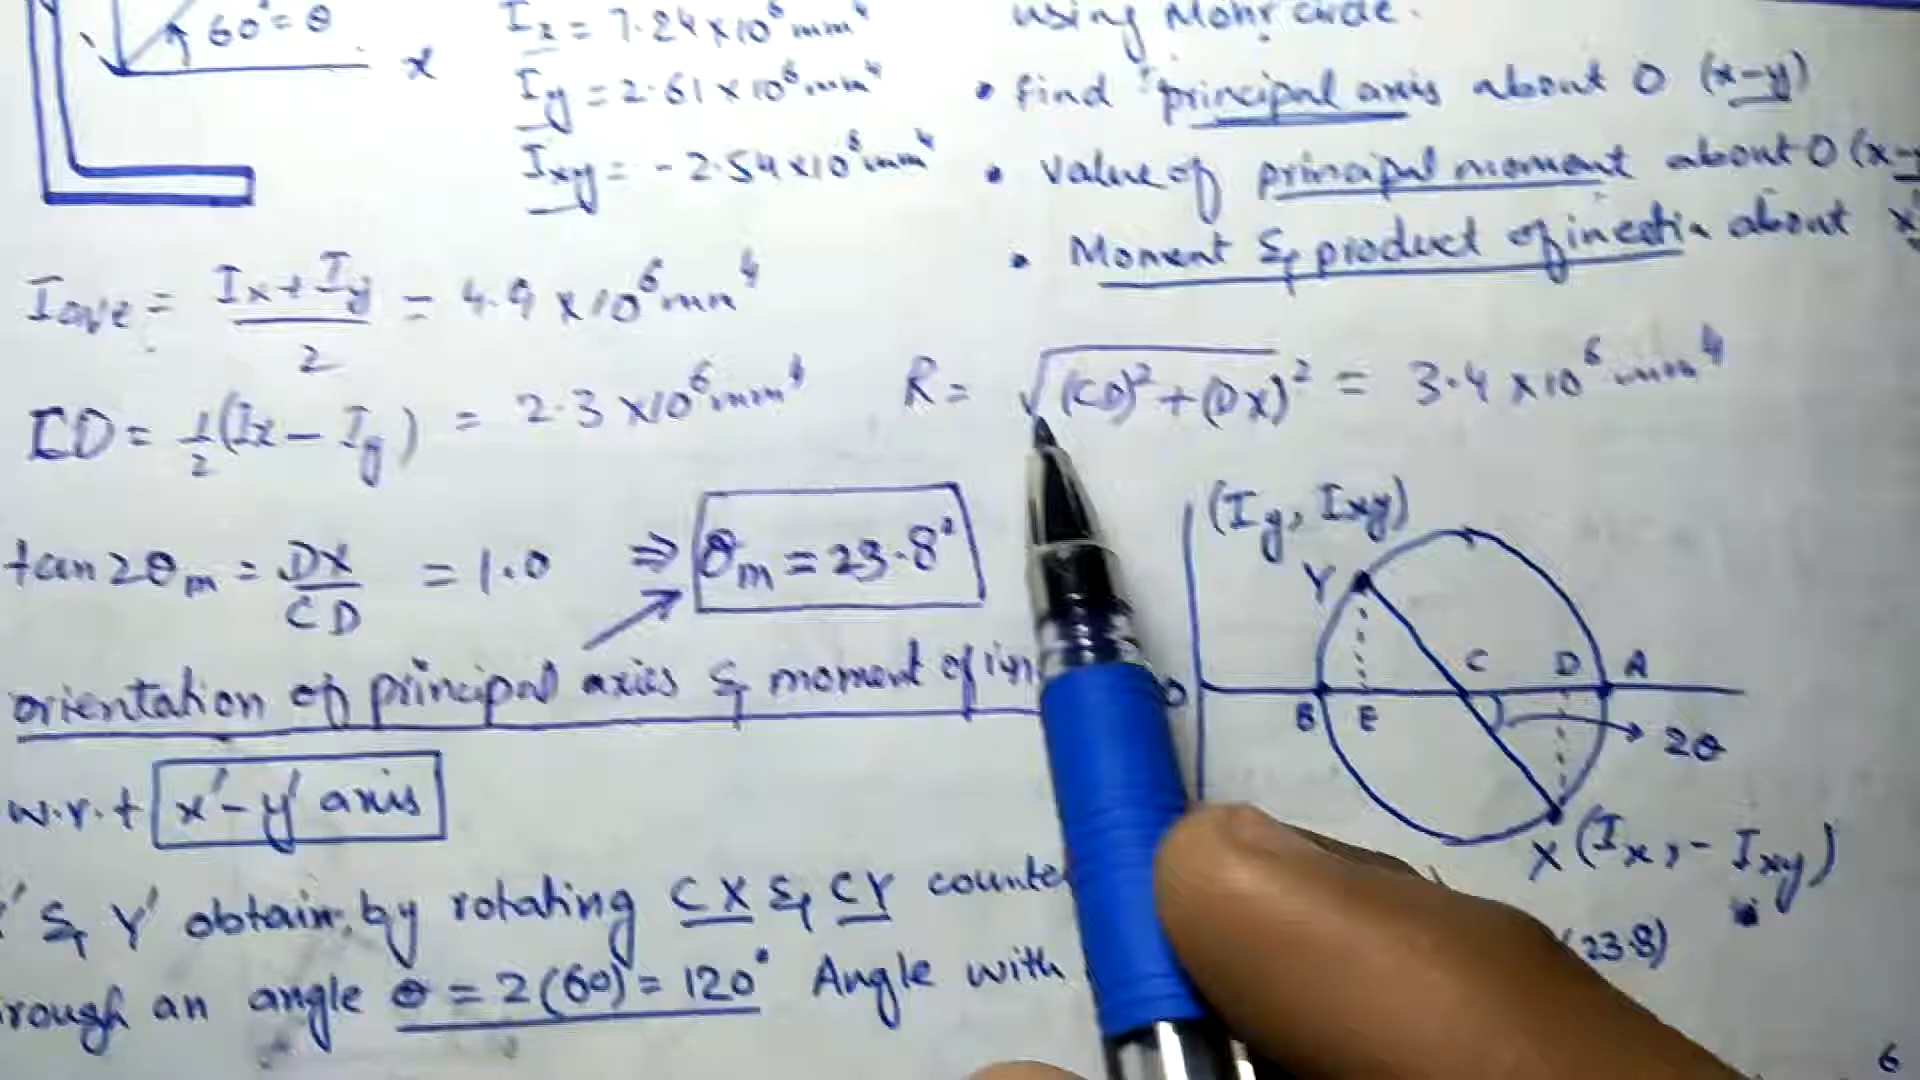 60° = θ
x
Ix = 7.24 x 10⁶ mm⁴
Iy = 2.61 x 10⁶ mm⁴
Ixy = - 2.54 x 10⁶ mm⁴
using Mohr circle.
• find principal axis about O (x-y)
• value of principal moment about O (x-y
• Moment & product of inertia about x'
Iave = Ix + Iy / 2 = 4.9 x 10⁶ mm⁴
CD = 1/2 (Ix - Iy) = 2.3 x 10⁶ mm⁴
R = √(CD)² + (DX)² = 3.4 x 10⁶ mm⁴
tan 2θm = DX / CD = 1.0 ⇒ θm = 23.8°
orientation of principal axis & moment of in
w.r.t x'-y' axis
' & Y' obtain by rotating CX & CY counte
rough an angle θ = 2(60) = 120° Angle with
(Iy, Ixy)
Y
C D A
O B E
2θ
X (Ix, - Ixy)
(23.8)
6